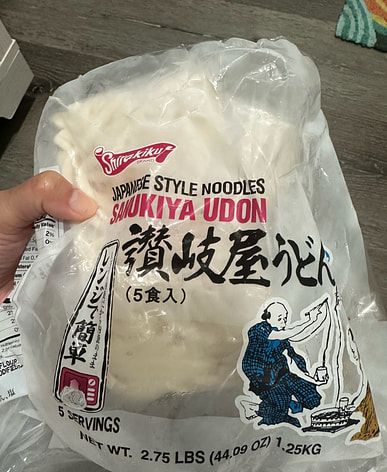 Shirakiku
JAPANESE STYLE NOODLES
SANUKIYA UDON
讃岐屋うどん
(5食入)
レンジで簡単
5 SERVINGS
NET WT. 2.75 LBS (44.09 OZ) 1.25KG